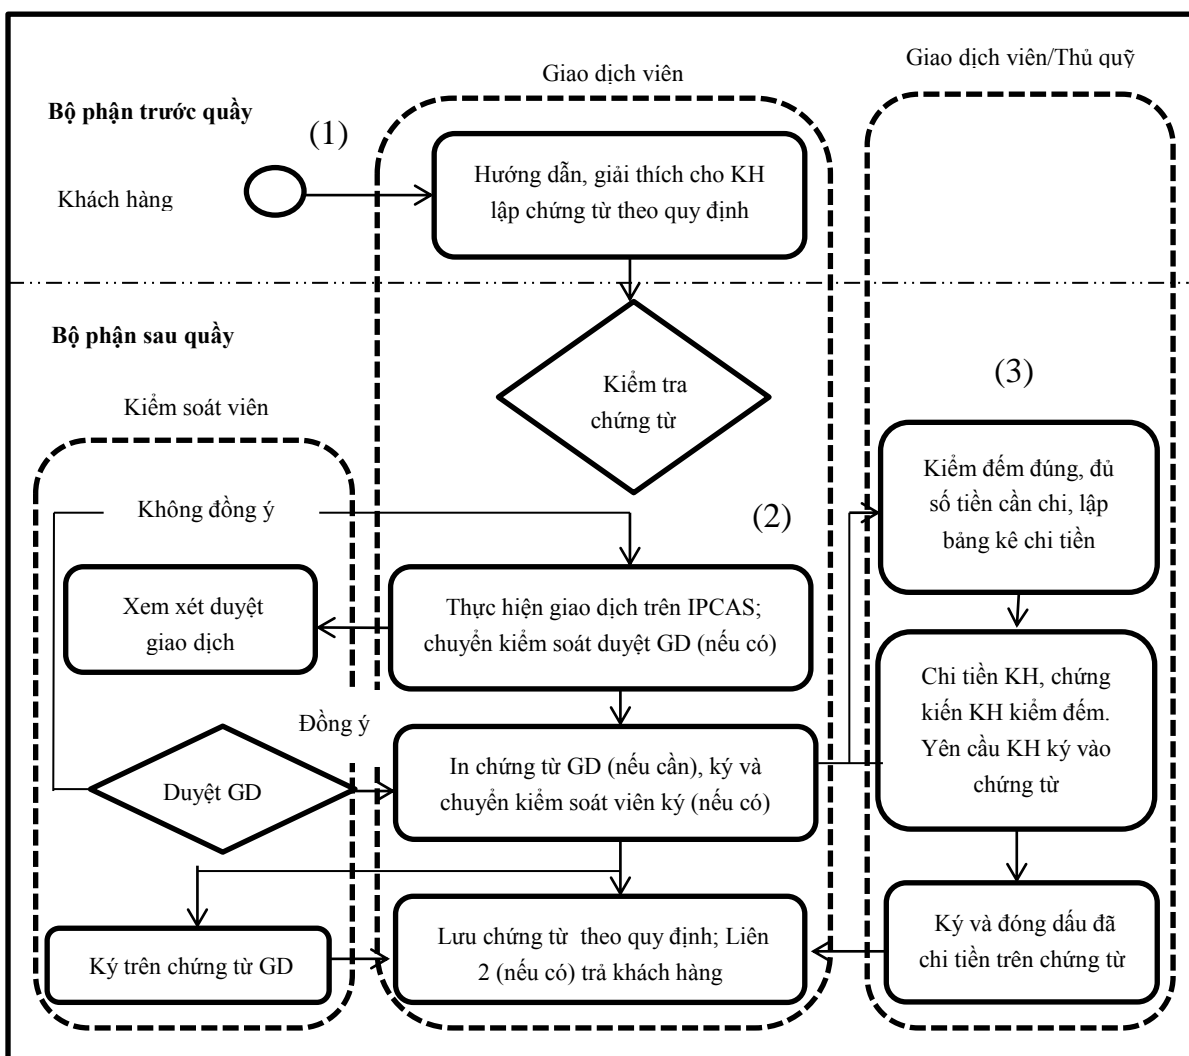 Giao dịch viên
Giao dịch viên/Thủ quỹ
Bộ phận trước quầy
(1)
Khách hàng
Hướng dẫn, giải thích cho KH
lập chứng từ theo quy định
Bộ phận sau quầy
Kiểm tra
chứng từ
(3)
Kiểm soát viên
Kiểm đếm đúng, đủ
số tiền cần chi, lập
bảng kê chi tiền
Không đồng ý
(2)
Xem xét duyệt
giao dịch
Thực hiện giao dịch trên IPCAS;
chuyển kiểm soát duyệt GD (nếu có)
Chi tiền KH, chứng
kiến KH kiểm đếm.
Yên cầu KH ký vào
chứng từ
Đồng ý
Duyệt GD
In chứng từ GD (nếu cần), ký và
chuyển kiểm soát viên ký (nếu có)
Ký trên chứng từ GD
Lưu chứng từ theo quy định; Liên
2 (nếu có) trả khách hàng
Ký và đóng dấu đã
chi tiền trên chứng từ